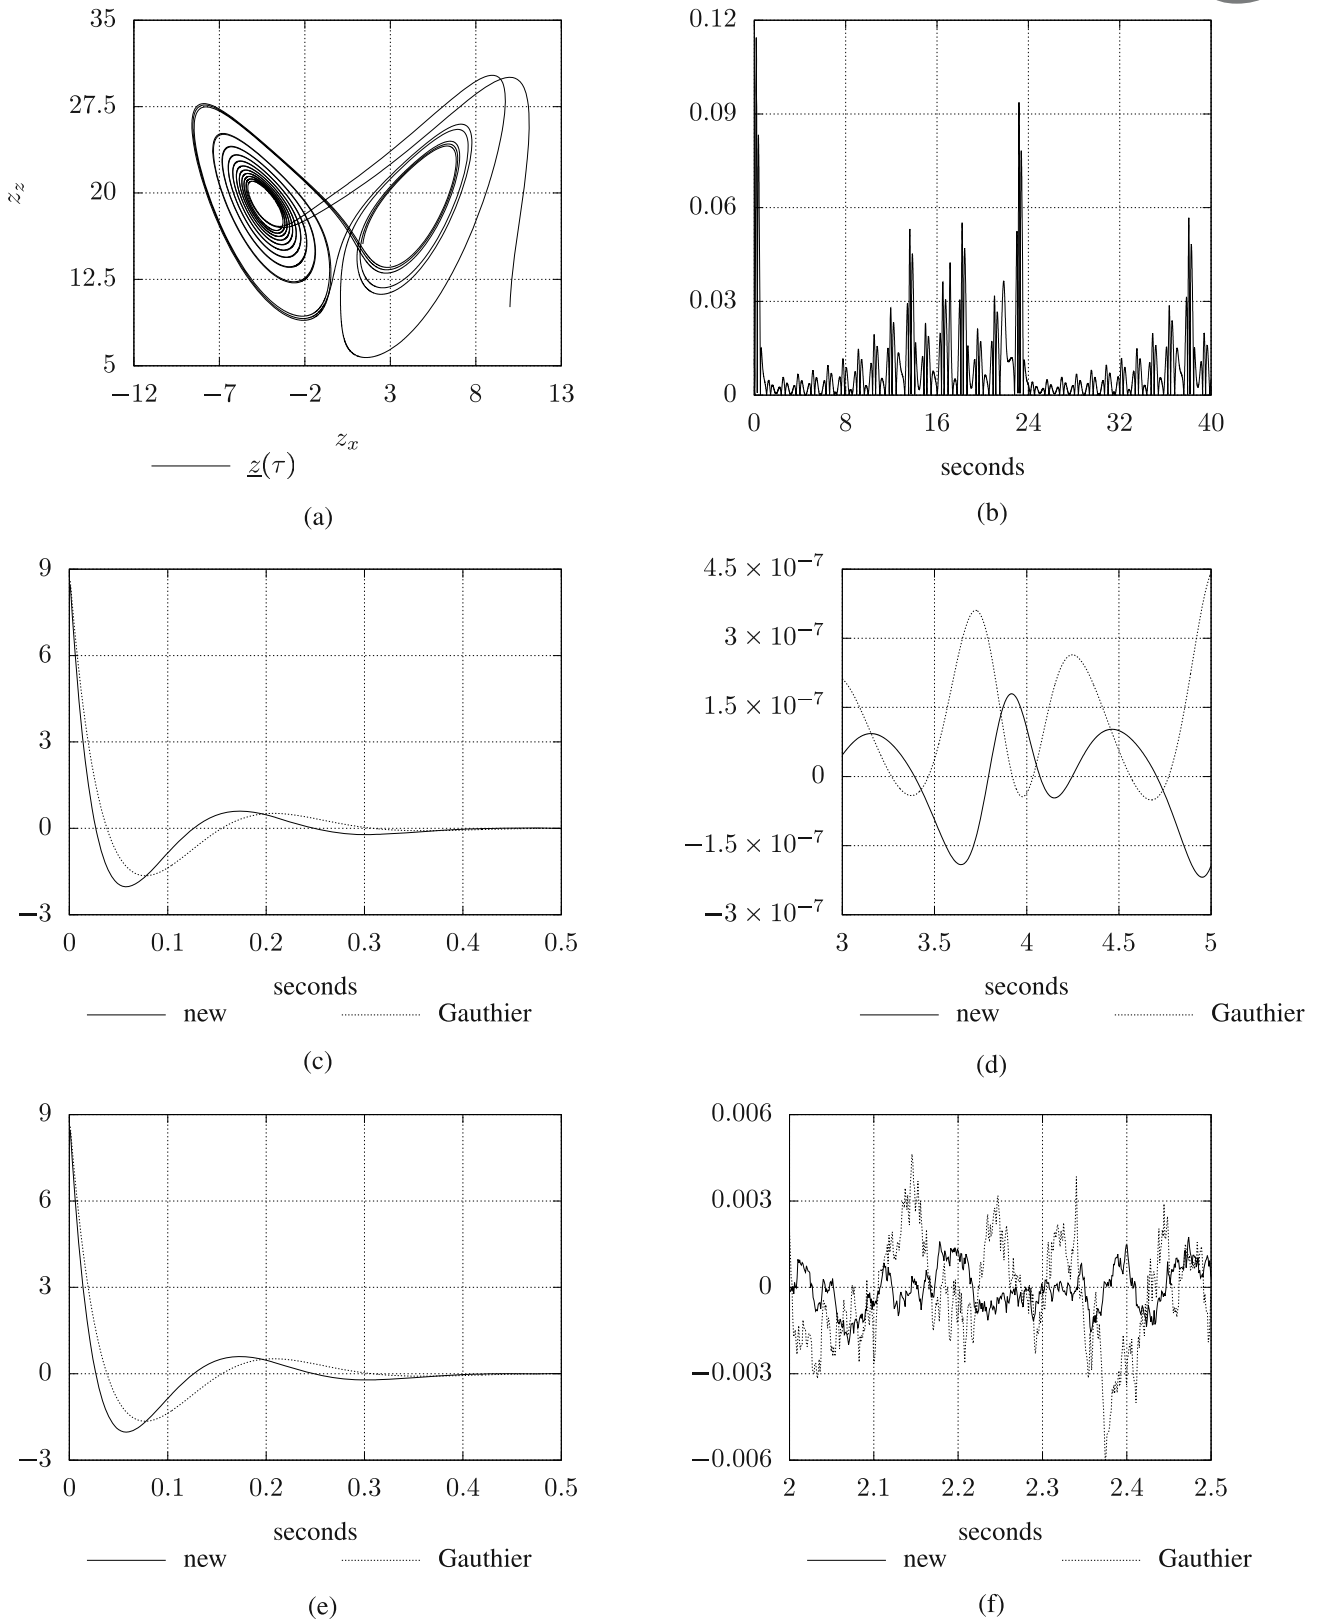 35
27.5
20
12.5
5
z_z
−12 −7 −2 3 8 13
z_x
z(τ)
(a)
0.12
0.09
0.06
0.03
0
0 8 16 24 32 40
seconds
(b)
9
6
3
0
−3
0 0.1 0.2 0.3 0.4 0.5
seconds
new Gauthier
(c)
4.5 × 10⁻⁷
3 × 10⁻⁷
1.5 × 10⁻⁷
0
−1.5 × 10⁻⁷
−3 × 10⁻⁷
3 3.5 4 4.5 5
seconds
new Gauthier
(d)
9
6
3
0
−3
0 0.1 0.2 0.3 0.4 0.5
seconds
new Gauthier
(e)
0.006
0.003
0
−0.003
−0.006
2 2.1 2.2 2.3 2.4 2.5
seconds
new Gauthier
(f)